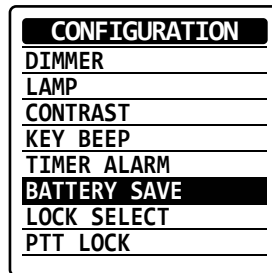 CONFIGURATION
DIMMER
LAMP
CONTRAST
KEY BEEP
TIMER ALARM
BATTERY SAVE
LOCK SELECT
PTT LOCK